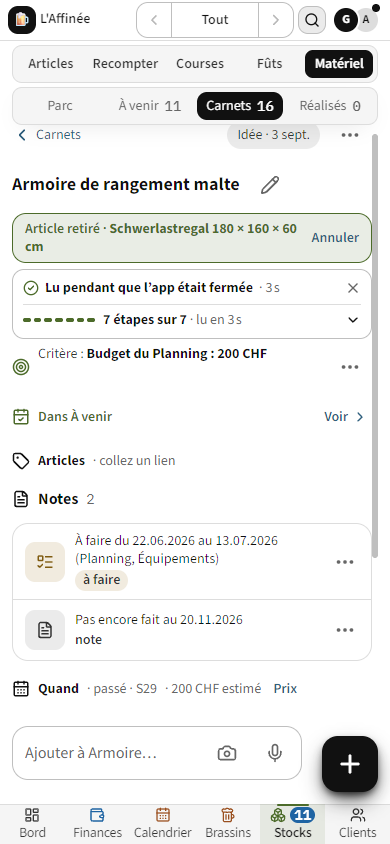 L'Affinée
Tout
G
A
Articles Recompter Courses Fûts Matériel
Parc À venir 11 Carnets 16 Réalisés 0
Carnets
Idée · 3 sept.
Armoire de rangement malte
Article retiré · Schwerlastregal 180 × 160 × 60
cm
Annuler
Lu pendant que l'app était fermée · 3 s
7 étapes sur 7 · lu en 3 s
Critère : Budget du Planning : 200 CHF
Dans À venir
Voir
Articles · collez un lien
Notes 2
À faire du 22.06.2026 au 13.07.2026
(Planning, Équipements)
à faire
Pas encore fait au 20.11.2026
note
Quand · passé · S29 · 200 CHF estimé Prix
Ajouter à Armoire…
Bord Finances Calendrier Brassins Stocks 11 Clients